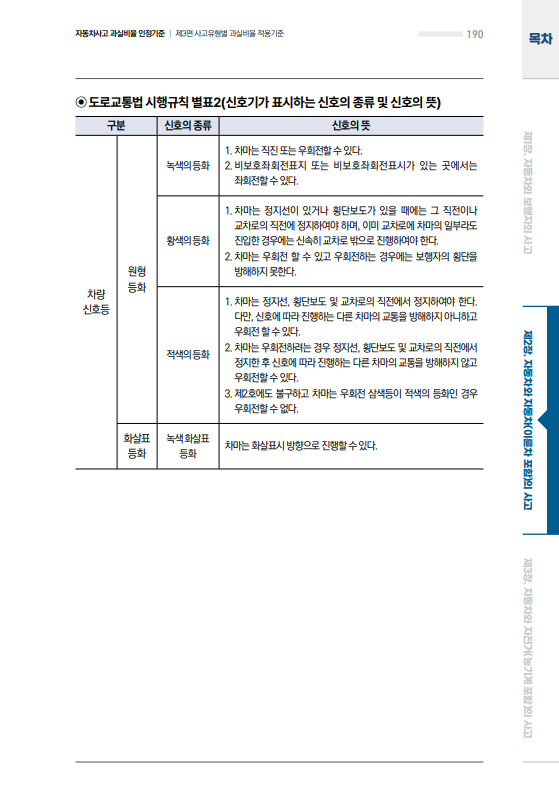 자동차사고 과실비율 인정기준 | 제3편 사고유형별 과실비율 적용기준
190
목차
◉ 도로교통법 시행규칙 별표2(신호기가 표시하는 신호의 종류 및 신호의 뜻)
구분 신호의 종류 신호의 뜻
차량
신호등
원형
등화
녹색의 등화
1. 차마는 직진 또는 우회전할 수 있다.
2. 비보호좌회전표지 또는 비보호좌회전표시가 있는 곳에서는
좌회전할 수 있다.
황색의 등화
1. 차마는 정지선이 있거나 횡단보도가 있을 때에는 그 직전이나
교차로의 직전에 정지하여야 하며, 이미 교차로에 차마의 일부라도
진입한 경우에는 신속히 교차로 밖으로 진행하여야 한다.
2. 차마는 우회전 할 수 있고 우회전하는 경우에는 보행자의 횡단을
방해하지 못한다.
적색의 등화
1. 차마는 정지선, 횡단보도 및 교차로의 직전에서 정지하여야 한다.
다만, 신호에 따라 진행하는 다른 차마의 교통을 방해하지 아니하고
우회전 할 수 있다.
2. 차마는 우회전하려는 경우 정지선, 횡단보도 및 교차로의 직전에서
정지한 후 신호에 따라 진행하는 다른 차마의 교통을 방해하지 않고
우회전할 수 있다.
3. 제2호에도 불구하고 차마는 우회전 삼색등이 적색의 등화인 경우
우회전할 수 없다.
화살표
등화
녹색 화살표
등화
차마는 화살표시 방향으로 진행할 수 있다.
제1장. 자동차와 보행자의 사고
제2장. 자동차와 자동차(이륜차 포함)의 사고
제3장. 자동차와 자전거(농기계 포함)의 사고